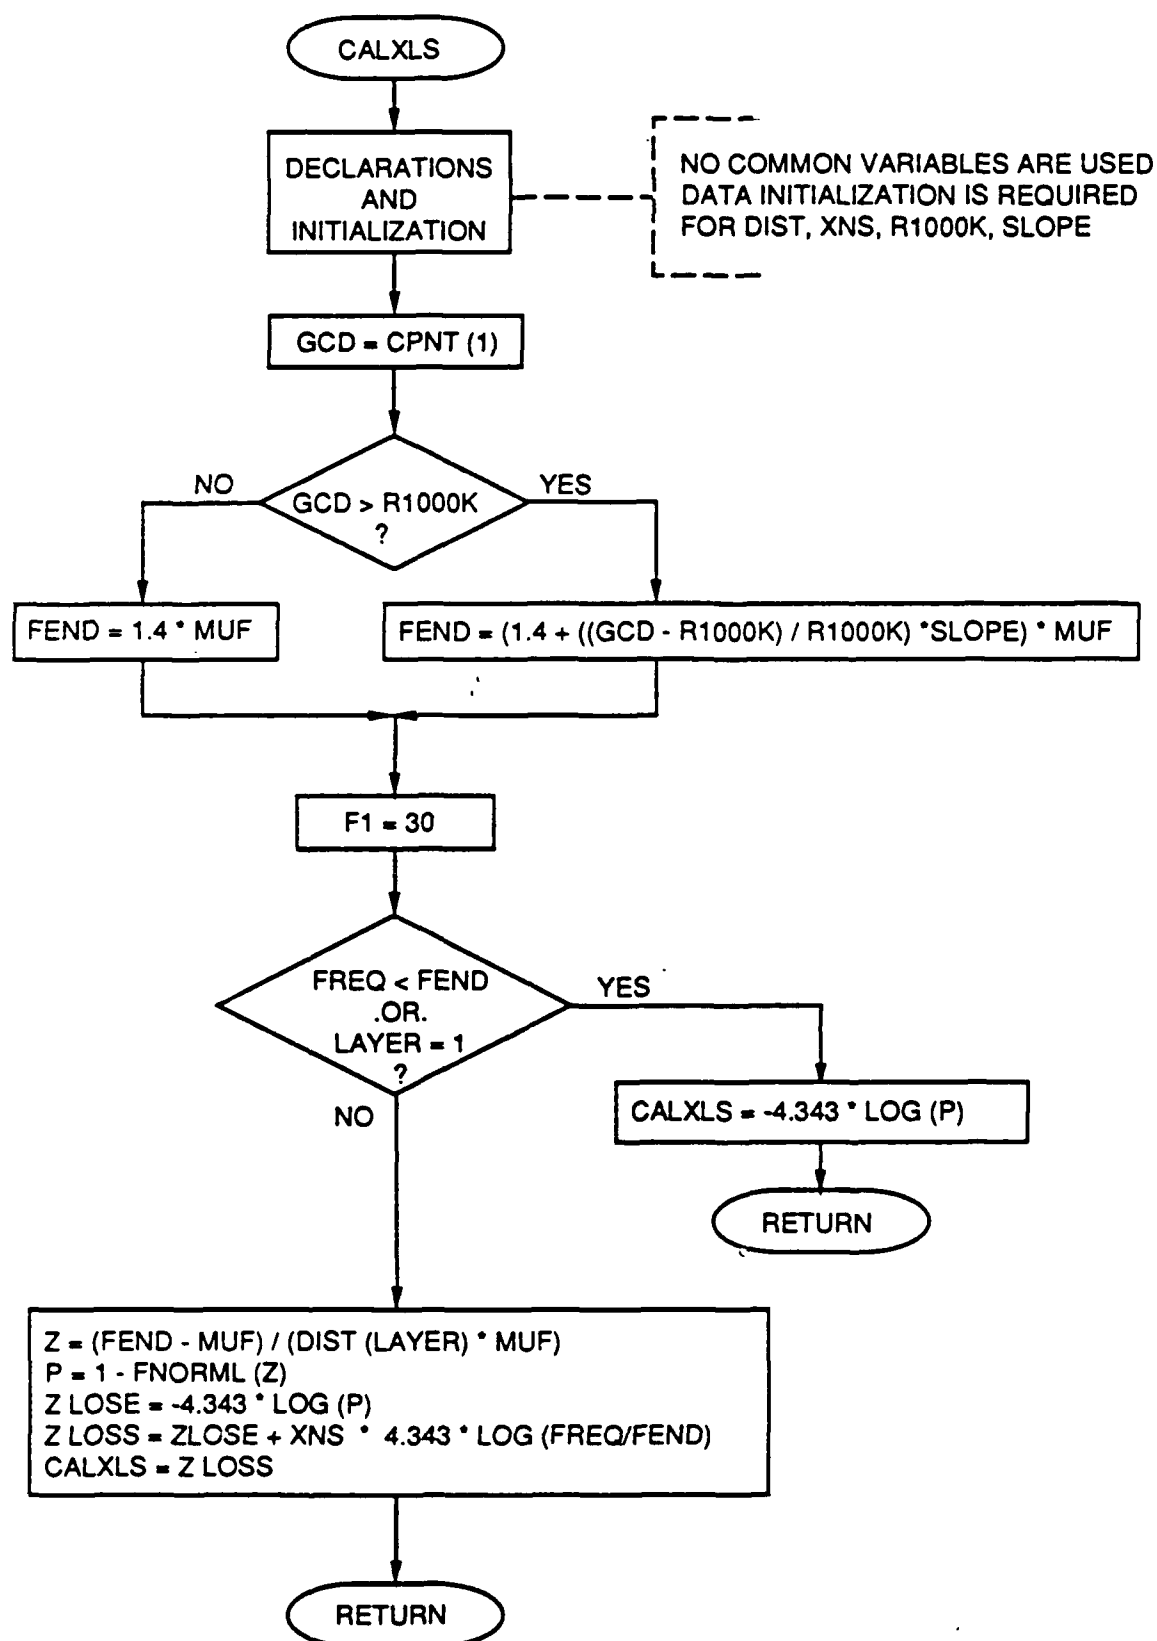 CALXLS
DECLARATIONS
AND
INITIALIZATION
NO COMMON VARIABLES ARE USED
DATA INITIALIZATION IS REQUIRED
FOR DIST, XNS, R1000K, SLOPE
GCD = CPNT (1)
NO
YES
GCD > R1000K
?
FEND = 1.4 * MUF
FEND = (1.4 + ((GCD - R1000K) / R1000K) *SLOPE) * MUF
F1 = 30
FREQ < FEND
.OR.
LAYER = 1
?
YES
NO
CALXLS = -4.343 * LOG (P)
RETURN
Z = (FEND - MUF) / (DIST (LAYER) * MUF)
P = 1 - FNORML (Z)
Z LOSE = -4.343 * LOG (P)
Z LOSS = ZLOSE + XNS * 4.343 * LOG (FREQ/FEND)
CALXLS = Z LOSS
RETURN